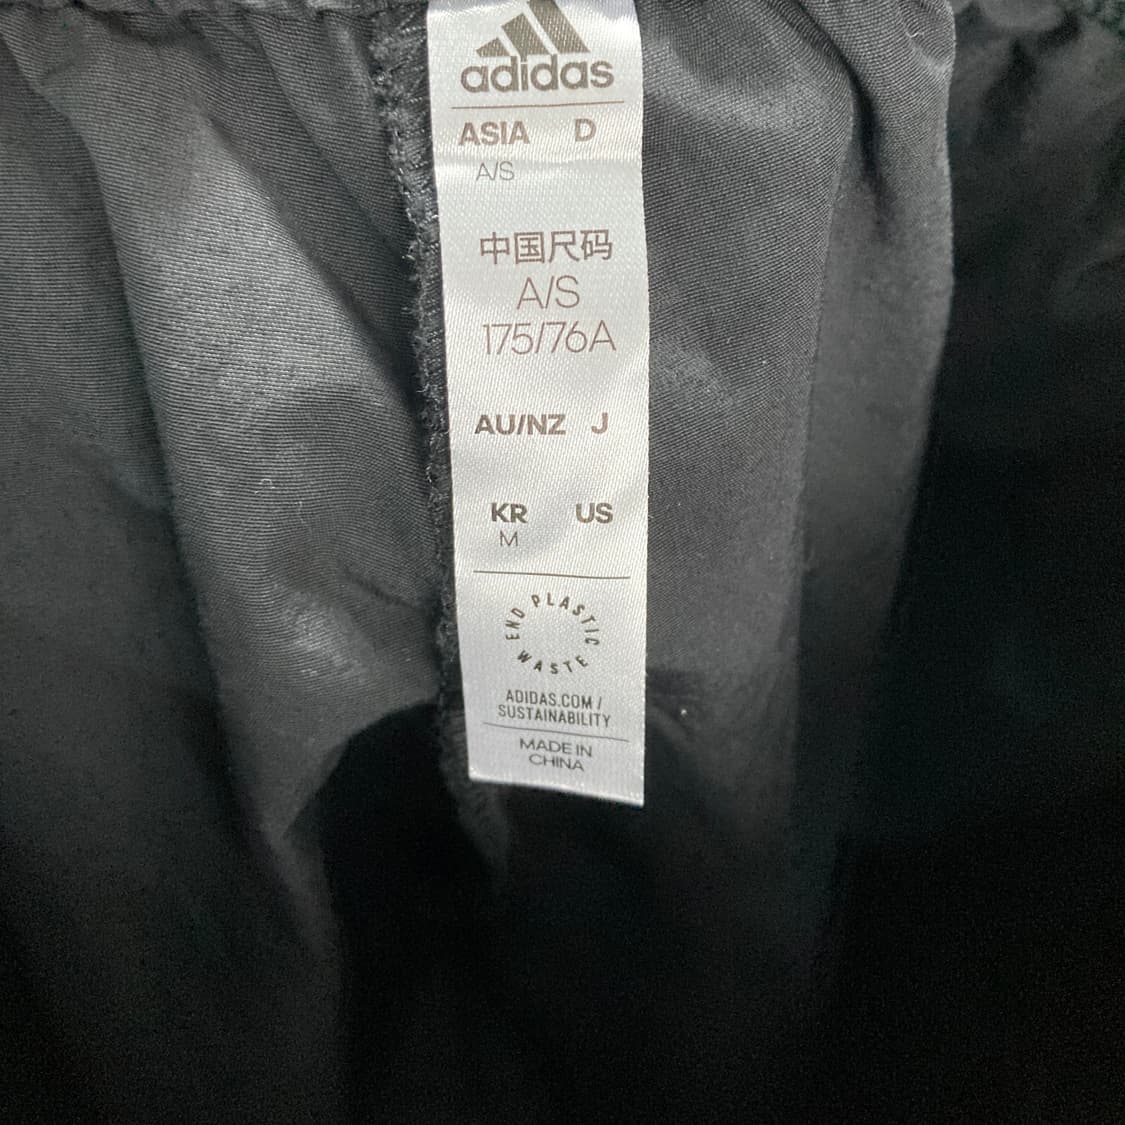 adidas
ASIA D
A/S
中国尺码
A/S
175/76A
AU/NZ J
KR US
M
END PLASTIC WASTE
ADIDAS.COM /
SUSTAINABILITY
MADE IN
CHINA